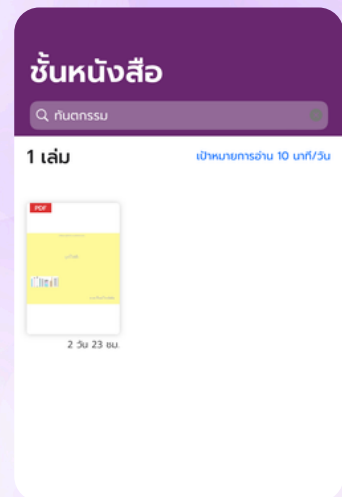 ชั้นหนังสือ
ทันตกรรม
1 เล่ม
เป้าหมายการอ่าน 10 นาที/วัน
PDF
2 วัน 23 ชม.